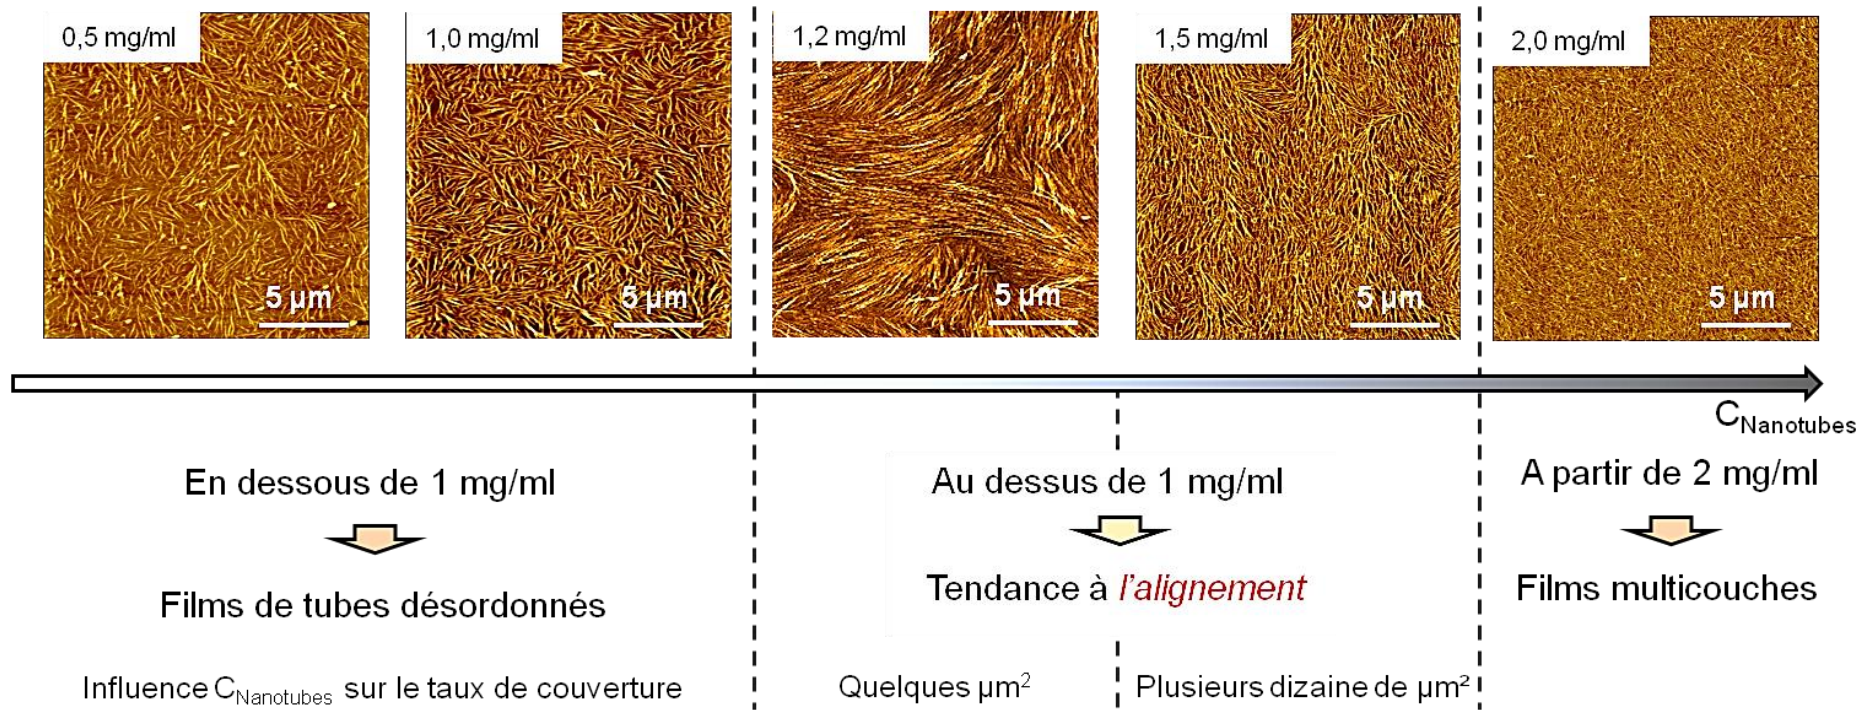 0,5 mg/ml
1,0 mg/ml
1,2 mg/ml
1,5 mg/ml
2,0 mg/ml
5 µm
5 µm
5 µm
5 µm
5 µm
C_Nanotubes
En dessous de 1 mg/ml
Films de tubes désordonnés
Influence C_Nanotubes sur le taux de couverture
Au dessus de 1 mg/ml
Tendance à l'alignement
Quelques µm²
Plusieurs dizaine de µm²
A partir de 2 mg/ml
Films multicouches